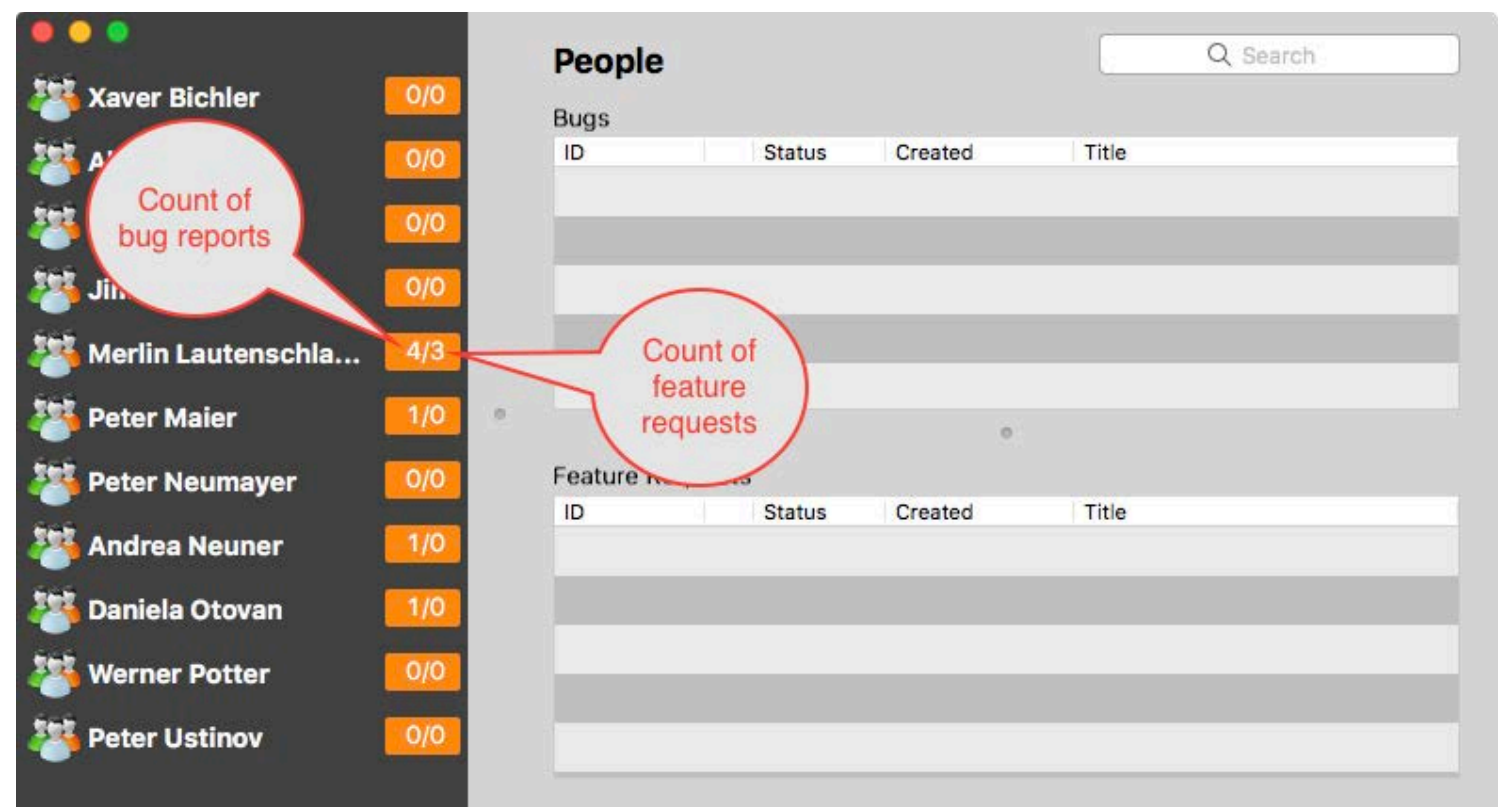 People
Search
Xaver Bichler 0/0
0/0
0/0
0/0
Merlin Lautenschla... 4/3
Peter Maier 1/0
Peter Neumayer 0/0
Andrea Neuner 1/0
Daniela Otovan 1/0
Werner Potter 0/0
Peter Ustinov 0/0
Count of
bug reports
Count of
feature
requests
Bugs
ID Status Created Title
Feature
ID Status Created Title